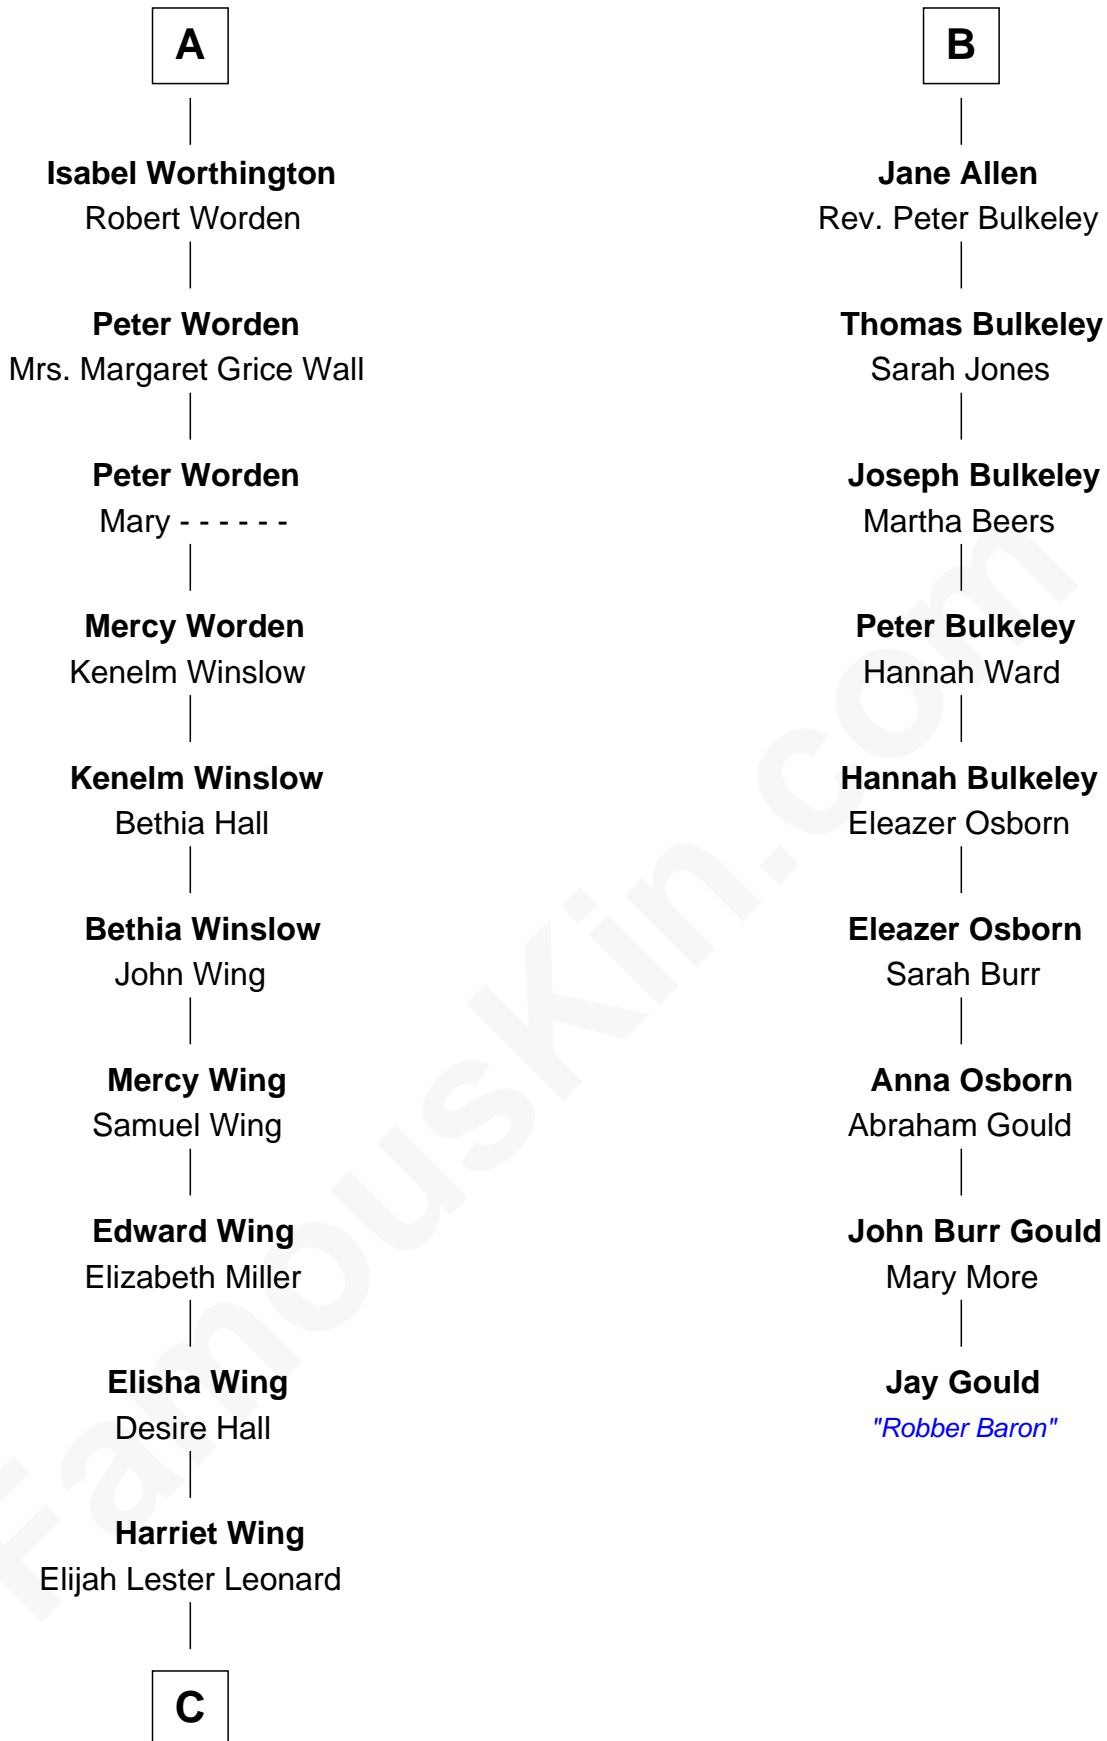 A
Isabel Worthington
Robert Worden
Peter Worden
Mrs. Margaret Grice Wall
Peter Worden
Mary - - - - - -
Mercy Worden
Kenelm Winslow
Kenelm Winslow
Bethia Hall
Bethia Winslow
John Wing
Mercy Wing
Samuel Wing
Edward Wing
Elizabeth Miller
Elisha Wing
Desire Hall
Harriet Wing
Elijah Lester Leonard
C
B
Jane Allen
Rev. Peter Bulkeley
Thomas Bulkeley
Sarah Jones
Joseph Bulkeley
Martha Beers
Peter Bulkeley
Hannah Ward
Hannah Bulkeley
Eleazer Osborn
Eleazer Osborn
Sarah Burr
Anna Osborn
Abraham Gould
John Burr Gould
Mary More
Jay Gould
"Robber Baron"
FamousKin.com